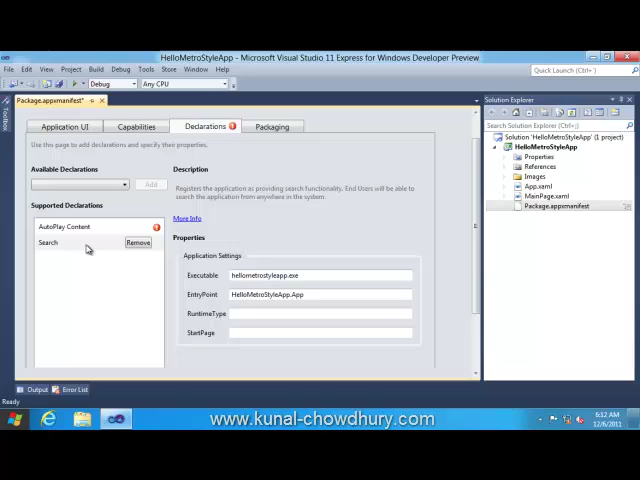 HelloMetroStyleApp - Microsoft Visual Studio 11 Express for Windows Developer Preview
File Edit View Project Build Debug Team Tools Test Window Help
Quick Launch (Ctrl+Q)
Debug Any CPU
Package.appxmanifest*
Toolbox
Application UI Capabilities Declarations Packaging
Use this page to add declarations and specify their properties.
Available Declarations
Add
Supported Declarations
AutoPlay Content
Search Remove
Description
Registers the application as providing search functionality. End Users will be able to
search the application from anywhere in the system.
More Info
Properties
Application Settings
Executable hellometrostyleapp.exe
EntryPoint HelloMetroStyleApp.App
RuntimeType
StartPage
Solution Explorer
Search Solution Explorer (Ctrl+;)
Solution 'HelloMetroStyleApp' (1 project)
HelloMetroStyleApp
Properties
References
Images
App.xaml
MainPage.xaml
Package.appxmanifest
Output Error List
Ready
www.kunal-chowdhury.com
6:12 AM
12/6/2011